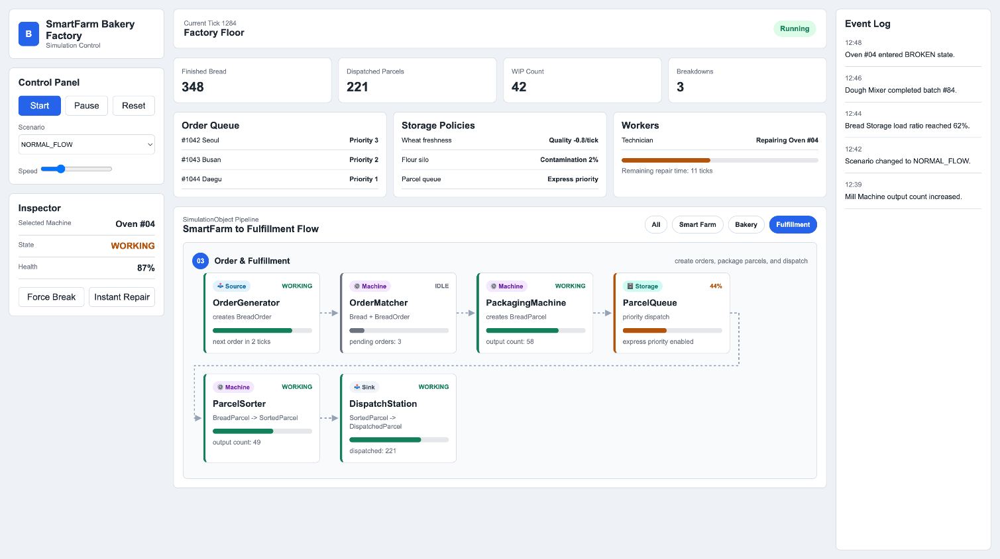 B
SmartFarm Bakery
Factory
Simulation Control
Control Panel
Start Pause Reset
Scenario
NORMAL_FLOW
Speed
Inspector
Selected Machine Oven #04
State WORKING
Health 87%
Force Break Instant Repair
Current Tick 1284
Factory Floor
Running
Finished Bread
348
Dispatched Parcels
221
WIP Count
42
Breakdowns
3
Order Queue
#1042 Seoul Priority 3
#1043 Busan Priority 2
#1044 Daegu Priority 1
Storage Policies
Wheat freshness Quality -0.8/tick
Flour silo Contamination 2%
Parcel queue Express priority
Workers
Technician Repairing Oven #04
Remaining repair time: 11 ticks
SimulationObject Pipeline
SmartFarm to Fulfillment Flow
All Smart Farm Bakery Fulfillment
03 Order & Fulfillment
create orders, package parcels, and dispatch
Source WORKING
OrderGenerator
creates BreadOrder
next order in 2 ticks
Machine IDLE
OrderMatcher
Bread + BreadOrder
pending orders: 3
Machine WORKING
PackagingMachine
creates BreadParcel
output count: 58
Storage 44%
ParcelQueue
priority dispatch
express priority enabled
Machine WORKING
ParcelSorter
BreadParcel -> SortedParcel
output count: 49
Sink WORKING
DispatchStation
SortedParcel ->
DispatchedParcel
dispatched: 221
Event Log
12:48
Oven #04 entered BROKEN state.
12:46
Dough Mixer completed batch #84.
12:44
Bread Storage load ratio reached 62%.
12:42
Scenario changed to NORMAL_FLOW.
12:39
Mill Machine output count increased.